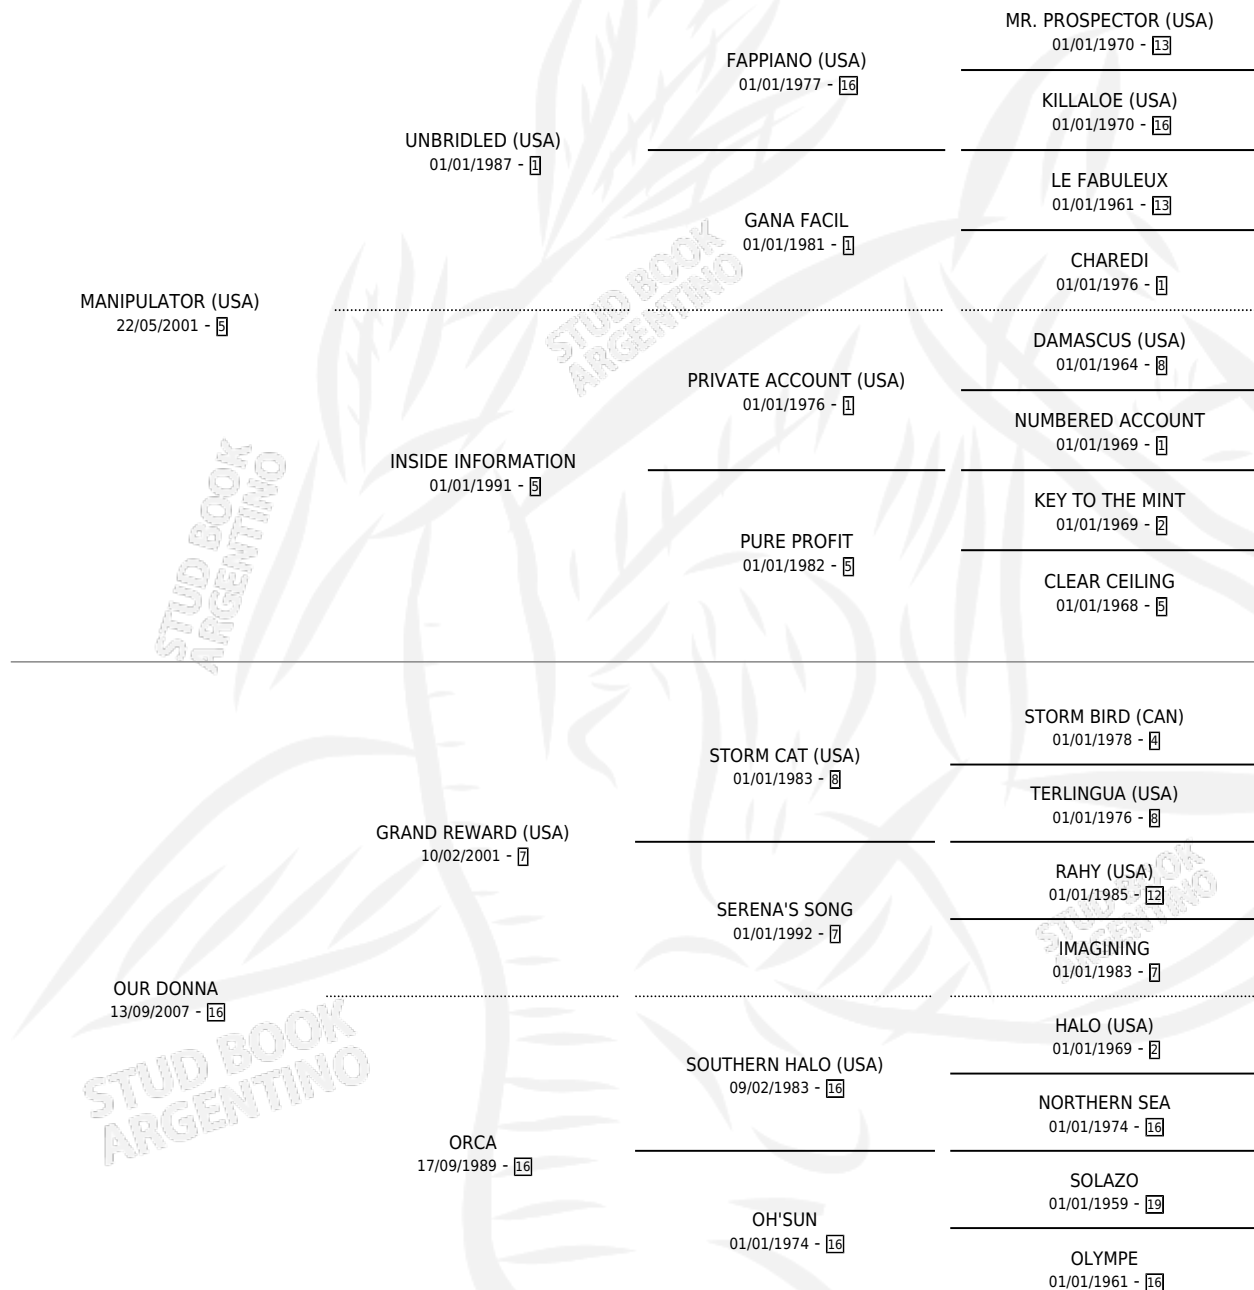 MR. PROSPECTOR (USA)
01/01/1970 - 13
FAPPIANO (USA)
01/01/1977 - 16
KILLALOE (USA)
01/01/1970 - 16
UNBRIDLED (USA)
01/01/1987 - 1
LE FABULEUX
01/01/1961 - 13
GANA FACIL
01/01/1981 - 1
CHAREDI
01/01/1976 - 1
MANIPULATOR (USA)
22/05/2001 - 5
DAMASCUS (USA)
01/01/1964 - 8
PRIVATE ACCOUNT (USA)
01/01/1976 - 1
NUMBERED ACCOUNT
01/01/1969 - 1
INSIDE INFORMATION
01/01/1991 - 5
KEY TO THE MINT
01/01/1969 - 2
PURE PROFIT
01/01/1982 - 5
CLEAR CEILING
01/01/1968 - 5
STORM BIRD (CAN)
01/01/1978 - 4
STORM CAT (USA)
01/01/1983 - 8
TERLINGUA (USA)
01/01/1976 - 8
GRAND REWARD (USA)
10/02/2001 - 7
RAHY (USA)
01/01/1985 - 12
SERENA'S SONG
01/01/1992 - 7
IMAGINING
01/01/1983 - 7
OUR DONNA
13/09/2007 - 16
HALO (USA)
01/01/1969 - 2
SOUTHERN HALO (USA)
09/02/1983 - 16
NORTHERN SEA
01/01/1974 - 16
ORCA
17/09/1989 - 16
SOLAZO
01/01/1959 - 19
OH'SUN
01/01/1974 - 16
OLYMPE
01/01/1961 - 16
STUD BOOK
ARGENTINO
STUD BOOK
ARGENTINO
STUD BOOK
ARGENTINO
STUD BOOK
ARGENTINO